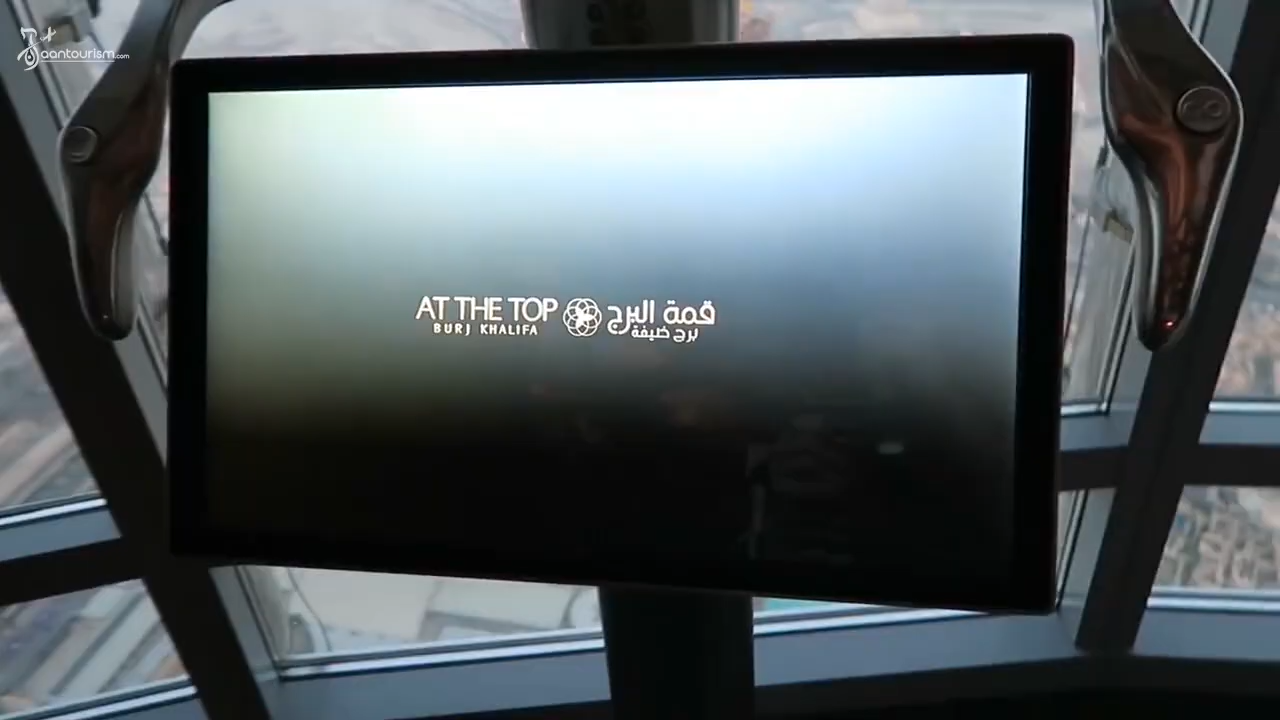 aantourism.com
AT THE TOP
BURJ KHALIFA
قمة البرج
برج خليفة